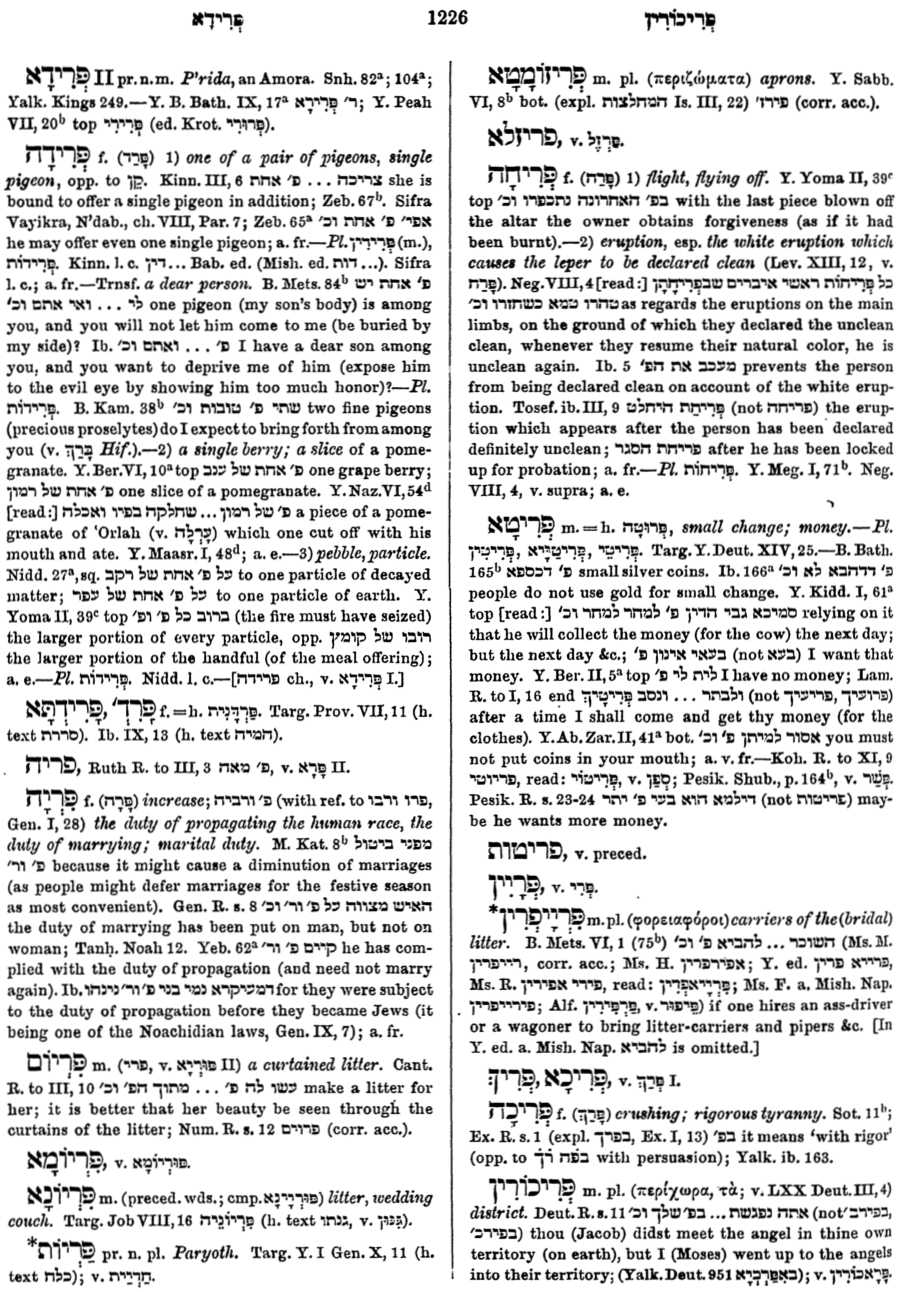 פְּרִידָא 1226 פְּרִיכוֹרִין
פְּרִידָא II pr. n. m. P'rida, an Amora. Snh. 82ᵃ; 104ᵃ;
Yalk. Kings 249.—Y. B. Bath. IX, 17ᵃ ר' פְּרִירָא; Y. Peah
VII, 20ᵇ top פְּרִירֵי (ed. Krot. פְּרוּרֵי).
פְּרִידָה f. (פָּרַד) 1) one of a pair of pigeons, single
pigeon, opp. to קֵן. Kinn. III, 6 צריכה ... פ' אחת she is
bound to offer a single pigeon in addition; Zeb. 67ᵇ. Sifra
Vayikra, N'dab., ch. VIII, Par. 7; Zeb. 65ᵃ אפי' פ' אחת וכ'
he may offer even one single pigeon; a. fr.—Pl. פְּרִידִין (m.),
פְּרִידוֹת. Kinn. l. c. דין... Bab. ed. (Mish. ed. דות...). Sifra
l. c.; a. fr.—Trnsf. a dear person. B. Mets. 84ᵇ פ' אחת יש
לי ... ואי אתם וכ' one pigeon (my son's body) is among
you, and you will not let him come to me (be buried by
my side)? Ib. פ' ... ואתם וכ' I have a dear son among
you, and you want to deprive me of him (expose him
to the evil eye by showing him too much honor)?—Pl.
פְּרִידוֹת. B. Kam. 38ᵇ שתי פ' טובות וכ' two fine pigeons
(precious proselytes) do I expect to bring forth from among
you (v. בָּרַךְ Hif.).—2) a single berry; a slice of a pome-
granate. Y. Ber. VI, 10ᵃ top פ' אחת של ענב one grape berry;
פ' אחת של רמון one slice of a pomegranate. Y. Naz. VI, 54ᵈ
[read:] פ' של רמון ... שחלקה בפיו ואכלה a piece of a pome-
granate of 'Orlah (v. עָרְלָה) which one cut off with his
mouth and ate. Y. Maasr. I, 48ᵈ; a. e.—3) pebble, particle.
Nidd. 27ᵃ, sq. על פ' אחת של רקב to one particle of decayed
matter; על פ' אחת של עפר to one particle of earth. Y.
Yoma II, 39ᶜ top ברוב כל פ' ופ' (the fire must have seized)
the larger portion of every particle, opp. רובו של קומץ
the larger portion of the handful (of the meal offering);
a. e.—Pl. פְּרִידוֹת. Nidd. l. c.—[פרידה ch., v. פְּרִידָא I.]
פְּרִידְתָּא, פְּרִדְ' f. = h. פִּרְדָּנִית. Targ. Prov. VII, 11 (h.
text סררת). Ib. IX, 13 (h. text המיה).
פריה, Ruth R. to III, 3 פ' מאה, v. פָּרָא II.
פְּרִיָּה f. (פָּרָה) increase; פ' ורביה (with ref. to פרו ורבו,
Gen. I, 28) the duty of propagating the human race, the
duty of marrying; marital duty. M. Kat. 8ᵇ מפני ביטול
פ' ור' because it might cause a diminution of marriages
(as people might defer marriages for the festive season
as most convenient). Gen. R. s. 8 האיש מצווה על פ' ור' וכ'
the duty of marrying has been put on man, but not on
woman; Tanḥ. Noah 12. Yeb. 62ᵃ קיים פ' ור' he has com-
plied with the duty of propagation (and need not marry
again). Ib. דמעיקרא נמי בני פ' ור' נינהו for they were subject
to the duty of propagation before they became Jews (it
being one of the Noachidian laws, Gen. IX, 7); a. fr.
פִּרְיוֹם m. (פרי, v. פּוּרְיָא II) a curtained litter. Cant.
R. to III, 10 עשו לה פ' ... מתוך הפ' וכ' make a litter for
her; it is better that her beauty be seen through the
curtains of the litter; Num. R. s. 12 פרוים (corr. acc.).
פִּרְיוֹמָא, v. פּוּרְיוֹמָא.
פִּרְיוֹנָא m. (preced. wds.; cmp. פּוּרְיָינָא) litter, wedding
couch. Targ. Job VIII, 16 פִּרְיוֹנֵיהּ (h. text גנתו, v. גִּנּוּן).
*פַּרְיוֹת pr. n. pl. Paryoth. Targ. Y. I Gen. X, 11 (h.
text כלח); v. חַדְיַית.
פְּרִיזוֹמָטָא m. pl. (περιζώματα) aprons. Y. Sabb.
VI, 8ᵇ bot. (expl. המחלצות Is. III, 22) פירז' (corr. acc.).
פריזלא, v. פַּרְזֶל.
פְּרִיחָה f. (פָּרַח) 1) flight, flying off. Y. Yoma II, 39ᶜ
top בפ' האחרונה נתכפרו וכ' with the last piece blown off
the altar the owner obtains forgiveness (as if it had
been burnt).—2) eruption, esp. the white eruption which
causes the leper to be declared clean (Lev. XIII, 12, v.
פָּרַח). Neg. VIII, 4 [read:] כל פְּרִיחוֹת ראשי איברים שבפְרִיחָתָן
טהרו טמא כשחזרו וכ' as regards the eruptions on the main
limbs, on the ground of which they declared the unclean
clean, whenever they resume their natural color, he is
unclean again. Ib. 5 מעכב את הפ' prevents the person
from being declared clean on account of the white erup-
tion. Tosef. ib. III, 9 פְּרִיחַת היחלט (not פריחה) the erup-
tion which appears after the person has been declared
definitely unclean; פריחת הסגר after he has been locked
up for probation; a. fr.—Pl. פְּרִיחוֹת. Y. Meg. I, 71ᵇ. Neg.
VIII, 4, v. supra; a. e.
פְּרִיטָא m. = h. פְּרוּטָה, small change; money.—Pl.
פְּרִיטֵי, פְּרִיטַיָּיא, פְּרִיטִין. Targ. Y. Deut. XIV, 25.—B. Bath.
165ᵇ פ' דכספא small silver coins. Ib. 166ᵃ פ' דדהבא לא וכ'
people do not use gold for small change. Y. Kidd. I, 61ᵃ
top [read:] סמיכא גבי הדין פ' למחר למחר וכ' relying on it
that he will collect the money (for the cow) the next day;
but the next day &c.; בעאי אינון פ' (not בעא) I want that
money. Y. Ber. II, 5ᵃ top לית לי פ' I have no money; Lam.
R. to I, 16 end ולבתר ... ונסב פְּרִיטֶיךָ (not פרועיך, פריעיך)
after a time I shall come and get thy money (for the
clothes). Y. Ab. Zar. II, 41ᵃ bot. אסור למיתן פ' וכ' you must
not put coins in your mouth; a. v. fr.—Koh. R. to XI, 9
פריוטי, read: פְּרִיטוֹי, v. סְפַן; Pesik. Shub., p. 164ᵇ, v. פְּשַׁר.
Pesik. R. s. 23-24 דילמא הוא בעי פ' יתר (not פריטות) may-
be he wants more money.
פריטות, v. preced.
פְּרָיִין, v. פְּרִי.
*פְּרִיְיפְרִין m. pl. (φορειαφόροι) carriers of the (bridal)
litter. B. Mets. VI, 1 (75ᵇ) השוכר ... להביא פ' וכ' (Ms. M.
רייפרין, corr. acc.; Ms. H. אפירפרין; Y. ed. פרייא פרין,
Ms. R. פירי אפירין, read: פְּרִיְיאפְרִין; Ms. F. a. Mish. Nap.
פירייפרין; Alf. פְּרְפִּירִין, v. פַּיפּוּר) if one hires an ass-driver
or a wagoner to bring litter-carriers and pipers &c. [In
Y. ed. a. Mish. Nap. להביא is omitted.]
פְּרִיךְ, פְּרִיכָא, v. פְּרַךְ I.
פְּרִיכָה f. (פָּרַךְ) crushing; rigorous tyranny. Sot. 11ᵇ;
Ex. R. s. 1 (expl. בפרך, Ex. I, 13) בפ' it means 'with rigor'
(opp. to בפה רַךְ with persuasion); Yalk. ib. 163.
פְּרִיכוֹרִין m. pl. (περίχωρα, τὰ; v. LXX Deut. III, 4)
district. Deut. R. s. 11 אתה נפגשת ... בפ' שלך וכ' (not בפירב',
בפירכ') thou (Jacob) didst meet the angel in thine own
territory (on earth), but I (Moses) went up to the angels
into their territory; (Yalk. Deut. 951 באִפַּרְכְיָא); v. פְּרָאכוֹרִין.